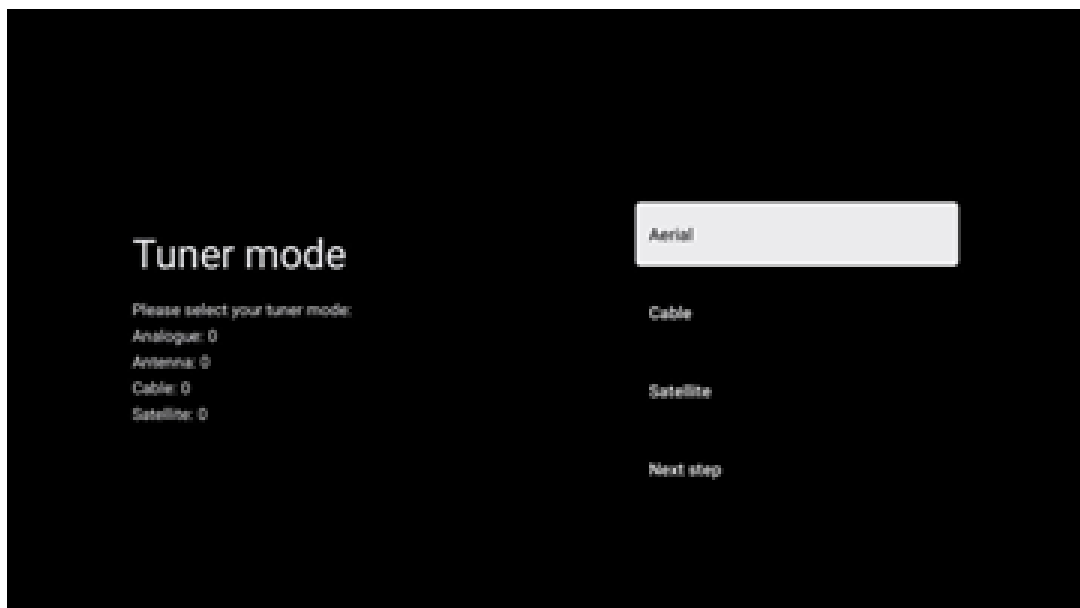 Tuner mode
Please select your tuner mode:
Analogue: 0
Antenna: 0
Cable: 0
Satellite: 0
Aerial
Cable
Satellite
Next step